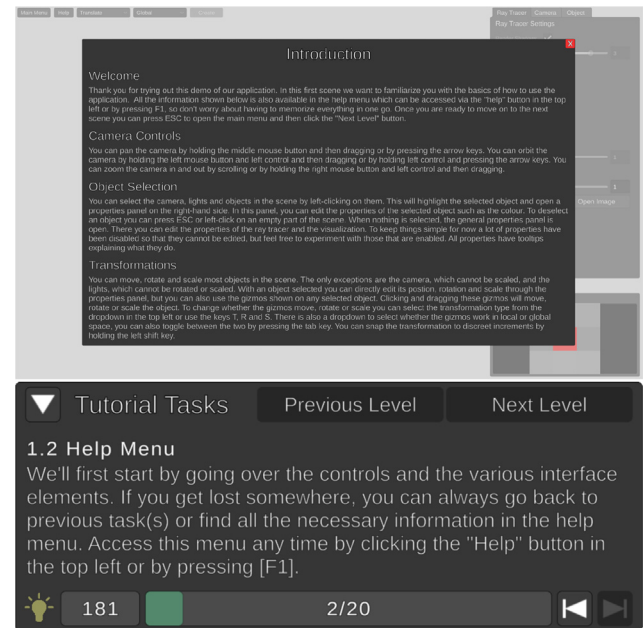 Main Menu Help Translate Global
Ray Tracer Camera Object
Ray Tracer Settings
X
Introduction
Welcome
Thank you for trying out this demo of our application. In this first scene we want to familiarize you with the basics of how to use the
application. All the information shown below is also available in the help menu which can be accessed via the "help" button in the top
left or by pressing F1, so don't worry about having to memorize everything in one go. Once you are ready to move on to the next
scene you can press ESC to open the main menu and then click the "Next Level" button.
Camera Controls
You can pan the camera by holding the middle mouse button and then dragging or by pressing the arrow keys. You can orbit the
camera by holding the left mouse button and left control and then dragging or by holding left control and pressing the arrow keys. You
can zoom the camera in and out by scrolling or by holding the right mouse button and left control and then dragging.
Object Selection
You can select the camera, lights and objects in the scene by left-clicking on them. This will highlight the selected object and open a
properties panel on the right-hand side. In this panel, you can edit the properties of the selected object such as the colour. To deselect
an object you can press ESC or left-click on an empty part of the scene. When nothing is selected, the general properties panel is
open. There you can edit the properties of the ray tracer and the visualization. To keep things simple for now a lot of properties have
been disabled so that they cannot be edited, but feel free to experiment with those that are enabled. All properties have tooltips
explaining what they do.
Open Image
Transformations
You can move, rotate and scale most objects in the scene. The only exceptions are the camera, which cannot be scaled, and the
lights, which cannot be rotated or scaled. With an object selected you can directly edit its position, rotation and scale through the
properties panel, but you can also use the gizmos shown on any selected object. Clicking and dragging these gizmos will move,
rotate or scale the object. To change whether the gizmos move, rotate or scale you can select the transformation type from the
dropdown in the top left or use the keys T, R and S. There is also a dropdown to select whether the gizmos work in local or global
space, you can also toggle between the two by pressing the tab key. You can snap the transformation to discreet increments by
holding the left shift key.
Tutorial Tasks Previous Level Next Level
1.2 Help Menu
We'll first start by going over the controls and the various interface
elements. If you get lost somewhere, you can always go back to
previous task(s) or find all the necessary information in the help
menu. Access this menu any time by clicking the "Help" button in
the top left or by pressing [F1].
181 2/20